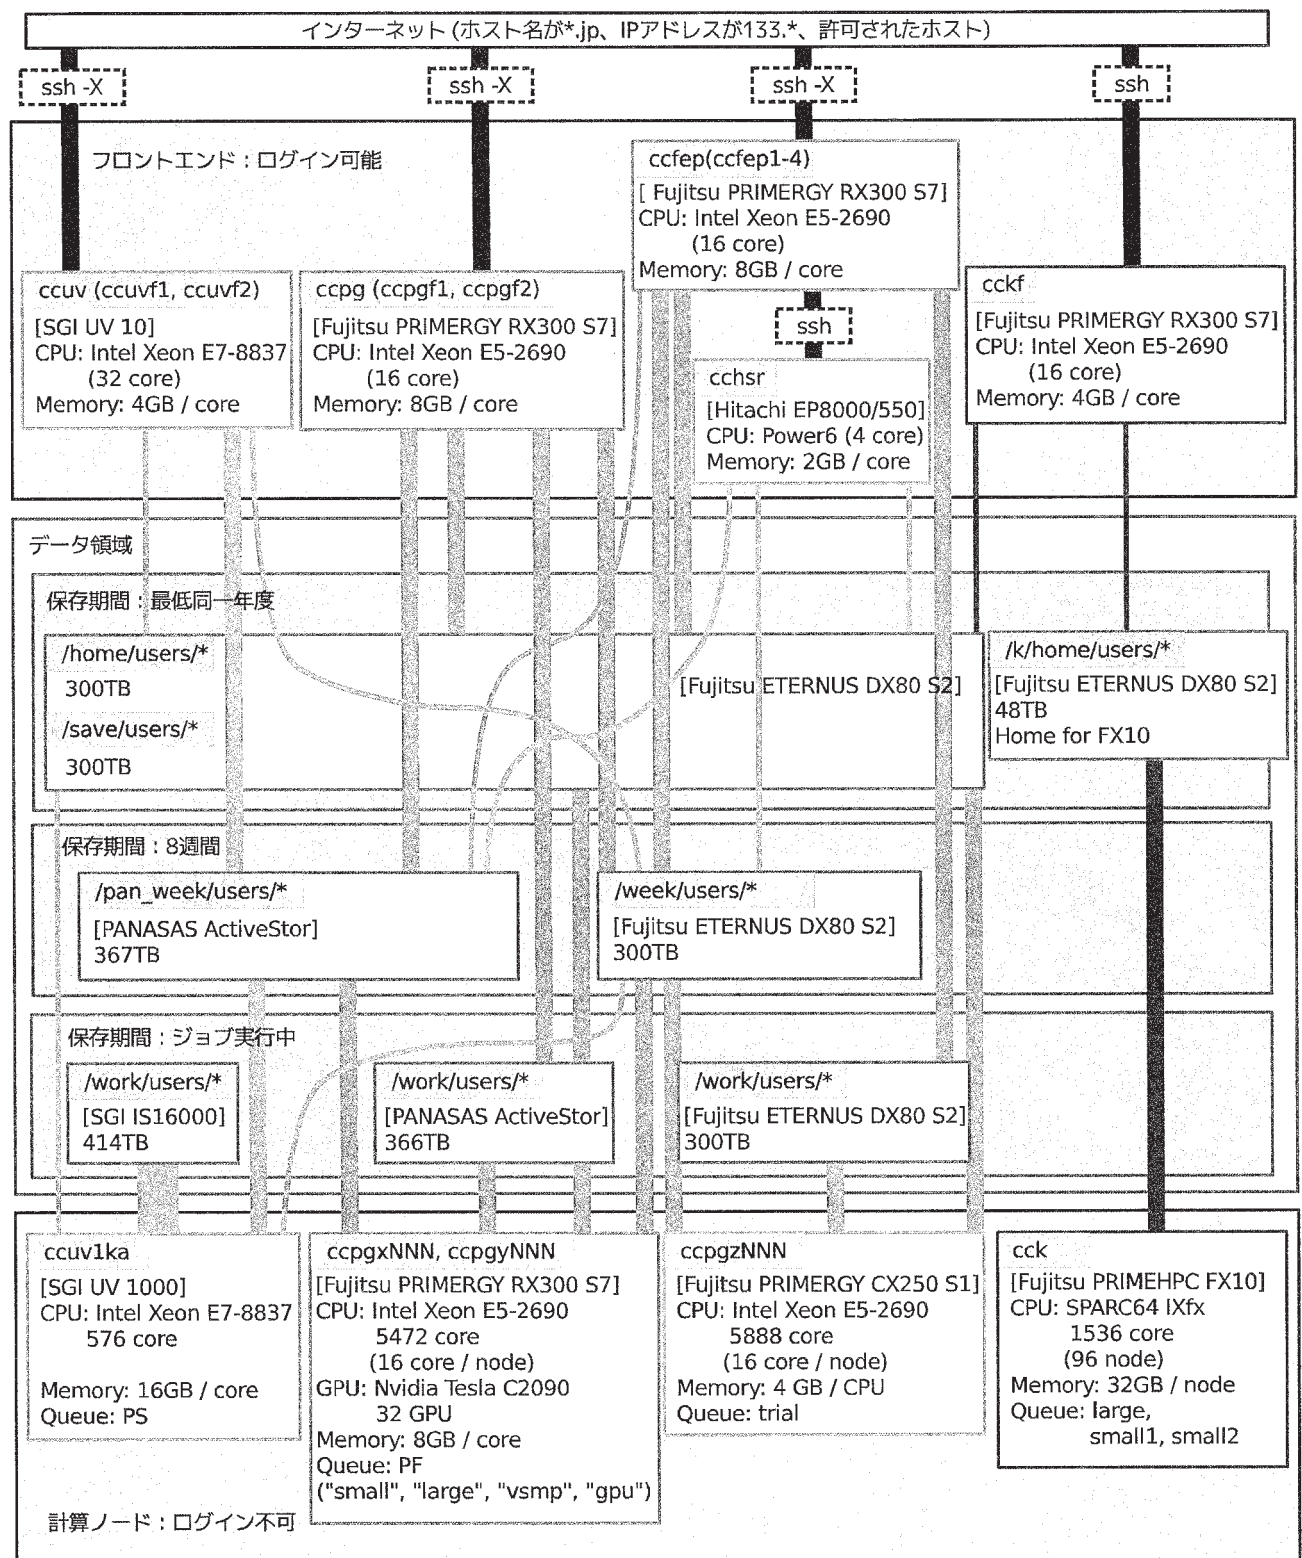 インターネット (ホスト名が*.jp、IPアドレスが133.*、許可されたホスト)
ssh -X
ssh -X
ssh -X
ssh
フロントエンド：ログイン可能
ccfep(ccfep1-4)
[ Fujitsu PRIMERGY RX300 S7]
CPU: Intel Xeon E5-2690
(16 core)
Memory: 8GB / core
ccuv (ccuvf1, ccuvf2)
[SGI UV 10]
CPU: Intel Xeon E7-8837
(32 core)
Memory: 4GB / core
ccpg (ccpgf1, ccpgf2)
[Fujitsu PRIMERGY RX300 S7]
CPU: Intel Xeon E5-2690
(16 core)
Memory: 8GB / core
ssh
cchsr
[Hitachi EP8000/550]
CPU: Power6 (4 core)
Memory: 2GB / core
cckf
[Fujitsu PRIMERGY RX300 S7]
CPU: Intel Xeon E5-2690
(16 core)
Memory: 4GB / core
データ領域
保存期間：最低同一年度
/home/users/*
300TB
/save/users/*
300TB
[Fujitsu ETERNUS DX80 S2]
/k/home/users/*
[Fujitsu ETERNUS DX80 S2]
48TB
Home for FX10
保存期間：8週間
/pan_week/users/*
[PANASAS ActiveStor]
367TB
/week/users/*
[Fujitsu ETERNUS DX80 S2]
300TB
保存期間：ジョブ実行中
/work/users/*
[SGI IS16000]
414TB
/work/users/*
[PANASAS ActiveStor]
366TB
/work/users/*
[Fujitsu ETERNUS DX80 S2]
300TB
ccuv1ka
[SGI UV 1000]
CPU: Intel Xeon E7-8837
576 core
Memory: 16GB / core
Queue: PS
ccpgxNNN, ccpgyNNN
[Fujitsu PRIMERGY RX300 S7]
CPU: Intel Xeon E5-2690
5472 core
(16 core / node)
GPU: Nvidia Tesla C2090
32 GPU
Memory: 8GB / core
Queue: PF
("small", "large", "vsmp", "gpu")
ccpgzNNN
[Fujitsu PRIMERGY CX250 S1]
CPU: Intel Xeon E5-2690
5888 core
(16 core / node)
Memory: 4 GB / CPU
Queue: trial
cck
[Fujitsu PRIMEHPC FX10]
CPU: SPARC64 IXfx
1536 core
(96 node)
Memory: 32GB / node
Queue: large,
small1, small2
計算ノード：ログイン不可